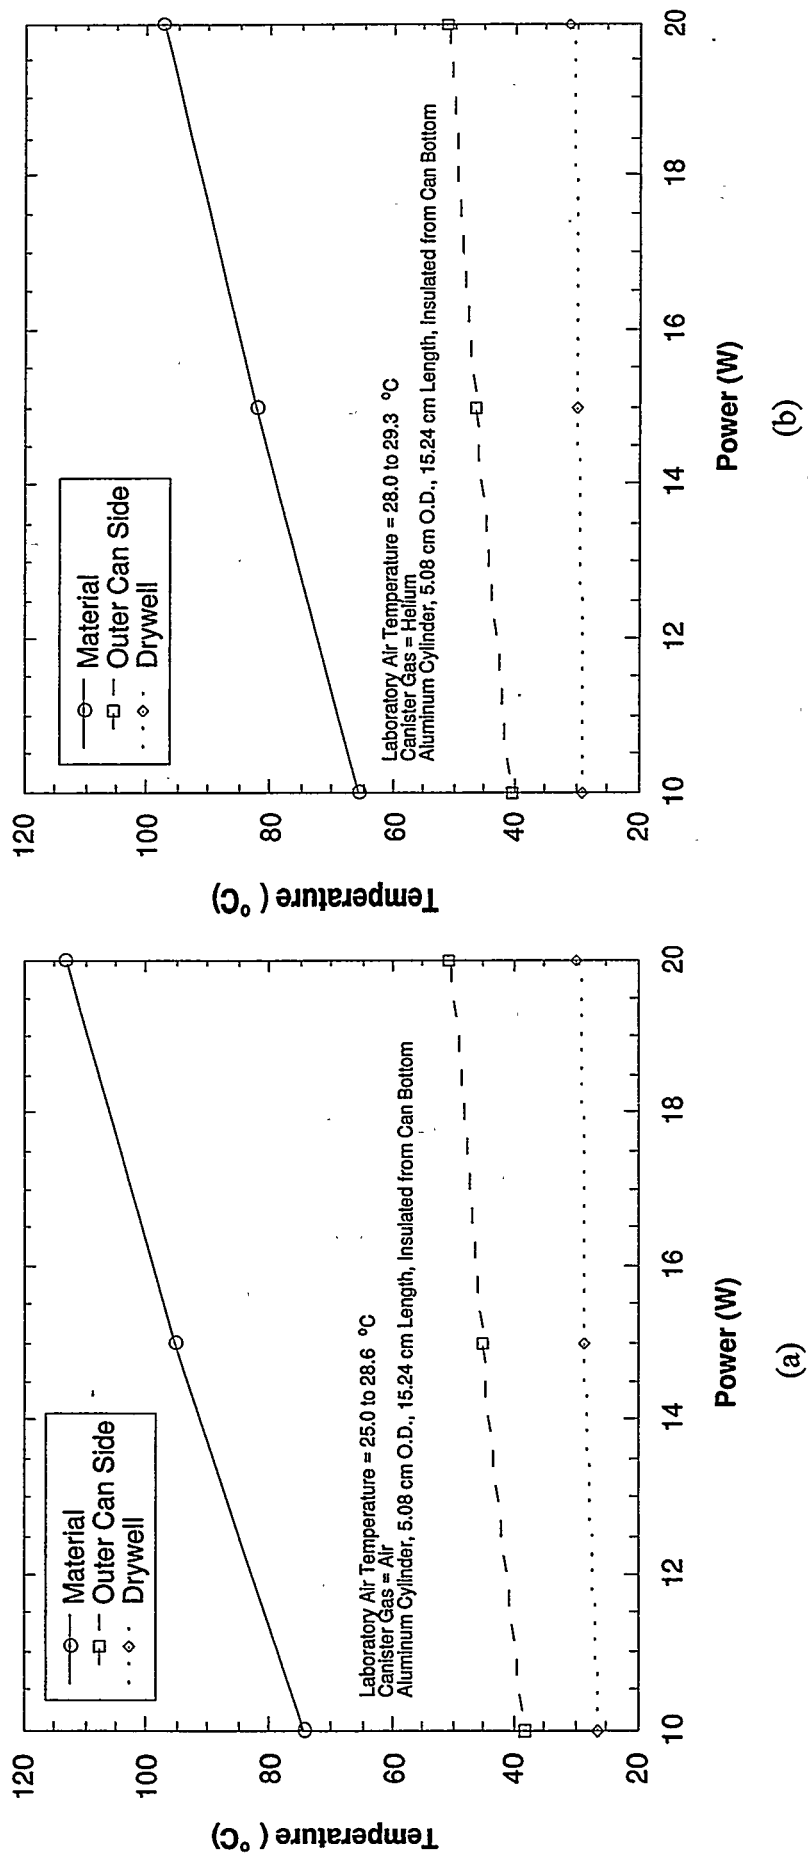 120
100
80
60
40
20
Temperature ( °C)
Material
Outer Can Side
Drywell
Laboratory Air Temperature = 25.0 to 28.6 °C
Canister Gas = Air
Aluminum Cylinder, 5.08 cm O.D., 15.24 cm Length, Insulated from Can Bottom
10
12
14
16
18
20
Power (W)
(a)
120
100
80
60
40
20
Temperature ( °C)
Material
Outer Can Side
Drywell
Laboratory Air Temperature = 28.0 to 29.3 °C
Canister Gas = Helium
Aluminum Cylinder, 5.08 cm O.D., 15.24 cm Length, Insulated from Can Bottom
10
12
14
16
18
20
Power (W)
(b)